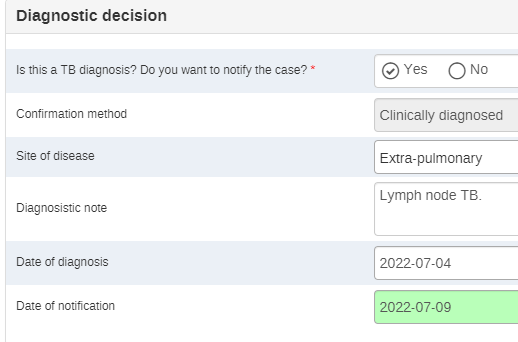 Diagnostic decision
Is this a TB diagnosis? Do you want to notify the case? * Yes No
Confirmation method Clinically diagnosed
Site of disease Extra-pulmonary
Diagnosistic note Lymph node TB.
Date of diagnosis 2022-07-04
Date of notification 2022-07-09